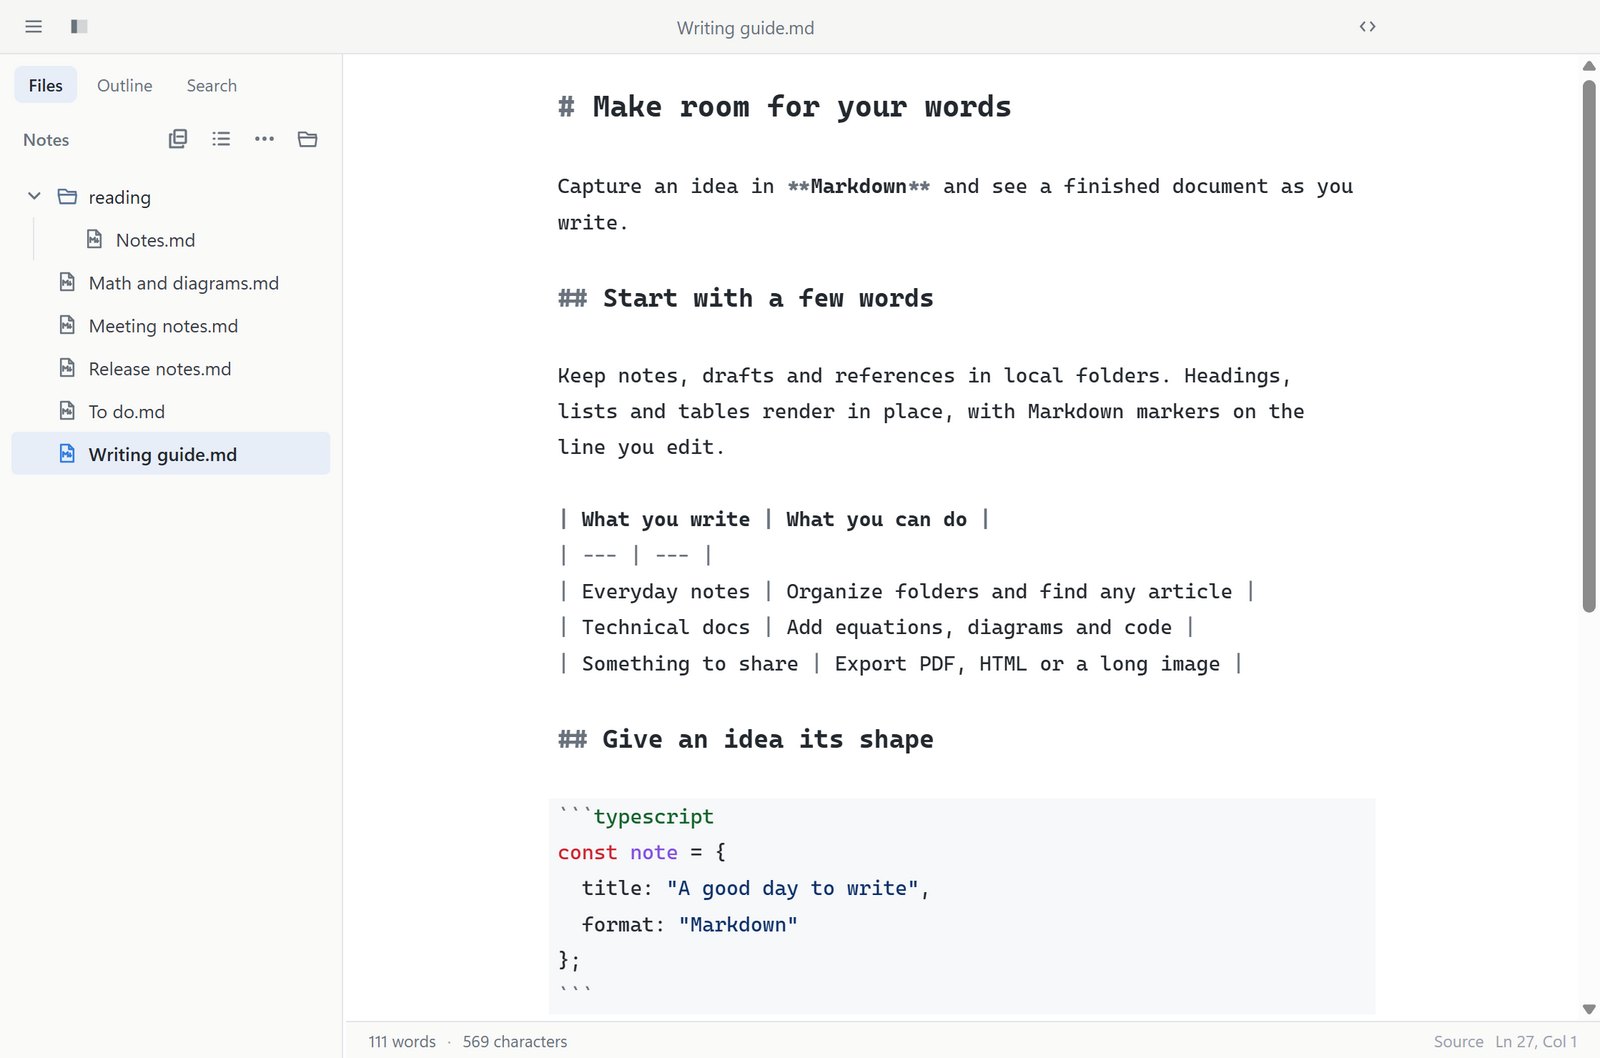 Writing guide.md
Files Outline Search
Notes
reading
Notes.md
Math and diagrams.md
Meeting notes.md
Release notes.md
To do.md
Writing guide.md
# Make room for your words
Capture an idea in **Markdown** and see a finished document as you
write.
## Start with a few words
Keep notes, drafts and references in local folders. Headings,
lists and tables render in place, with Markdown markers on the
line you edit.
| What you write | What you can do |
| --- | --- |
| Everyday notes | Organize folders and find any article |
| Technical docs | Add equations, diagrams and code |
| Something to share | Export PDF, HTML or a long image |
## Give an idea its shape
```typescript
const note = {
  title: "A good day to write",
  format: "Markdown"
};
```
111 words · 569 characters
Source Ln 27, Col 1